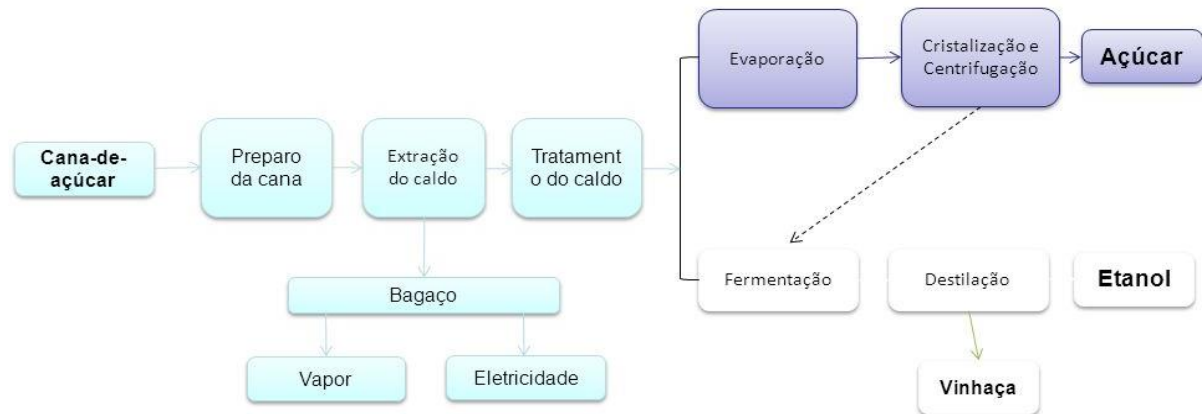 Evaporação
Cristalização e
Centrifugação
Açúcar
Cana-de-
açúcar
Preparo
da cana
Extração
do caldo
Tratament
o do caldo
Fermentação
Destilação
Etanol
Bagaço
Vapor
Eletricidade
Vinhaça